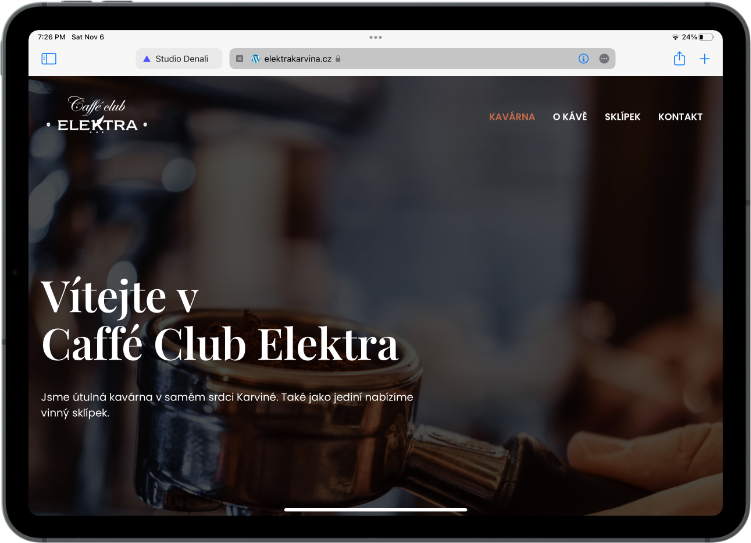 7:26 PM Sat Nov 6
24%
Studio Denali
elektrakarvina.cz
Caffé club
ELEKTRA
KAVÁRNA
O KÁVĚ
SKLÍPEK
KONTAKT
Vítejte v
Caffé Club Elektra
Jsme útulná kavárna v samém srdci Karviné. Také jako jediní nabízíme
vinný sklípek.